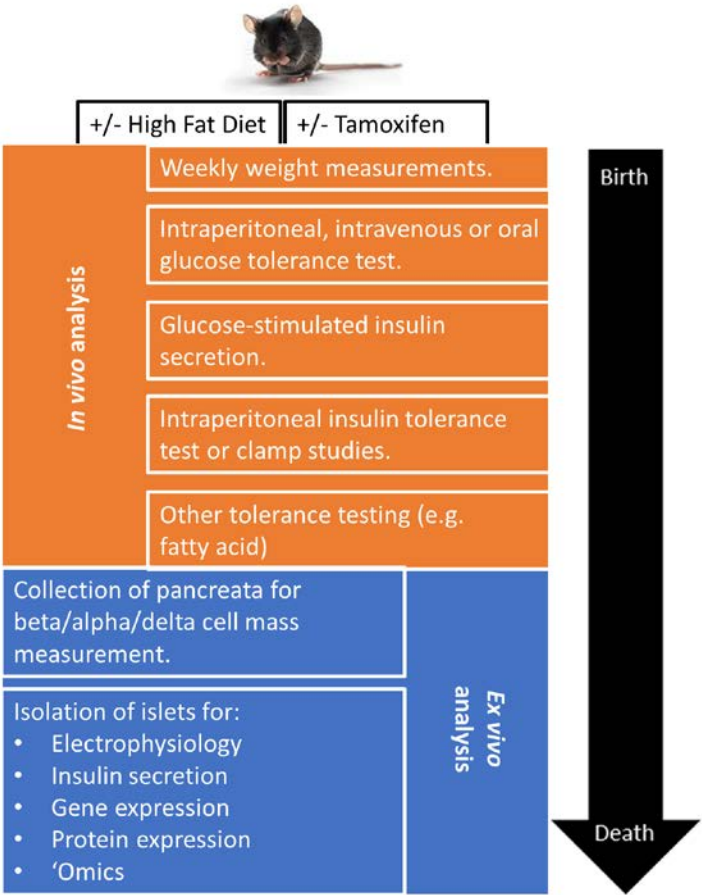 +/- High Fat Diet
+/- Tamoxifen
Weekly weight measurements.
Intraperitoneal, intravenous or oral
glucose tolerance test.
Glucose-stimulated insulin
secretion.
Intraperitoneal insulin tolerance
test or clamp studies.
Other tolerance testing (e.g.
fatty acid)
In vivo analysis
Collection of pancreata for
beta/alpha/delta cell mass
measurement.
Isolation of islets for:
• Electrophysiology
• Insulin secretion
• Gene expression
• Protein expression
• ‘Omics
Ex vivo
analysis
Birth
Death